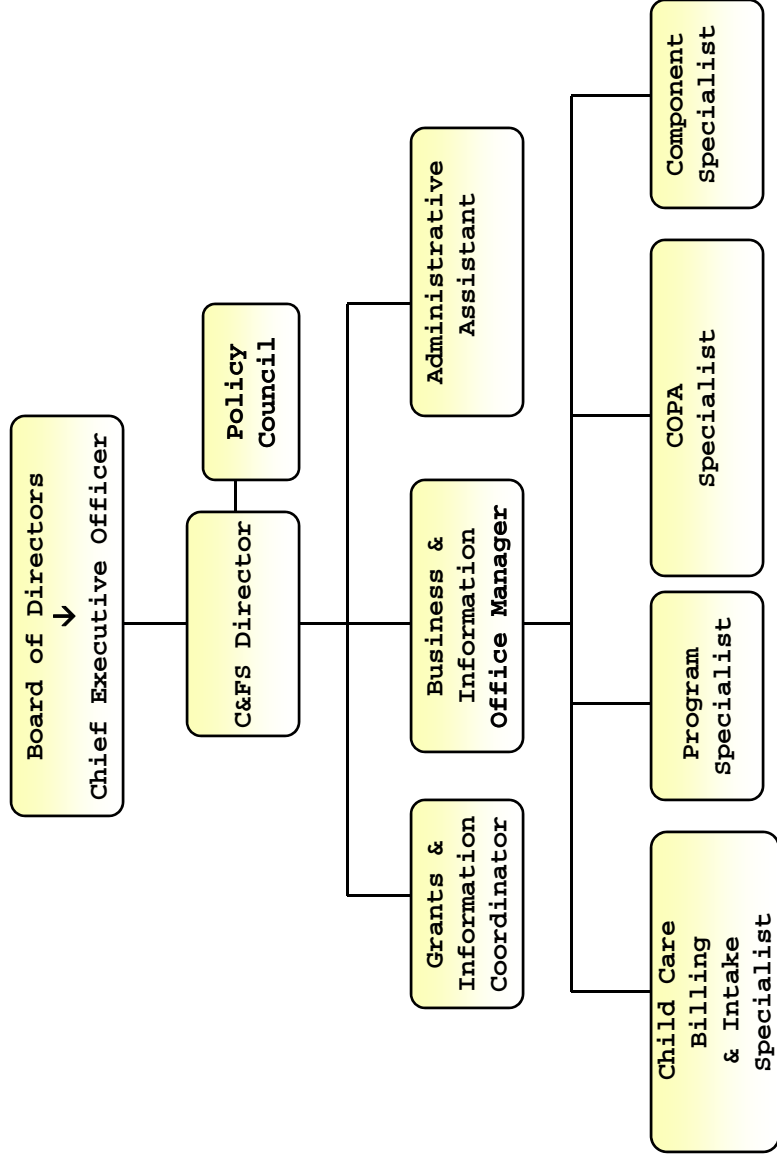 Board of Directors
↓
Chief Executive Officer
C&FS Director
Policy
Council
Grants &
Information
Coordinator
Business &
Information
Office Manager
Administrative
Assistant
Child Care
Billing
& Intake
Specialist
Program
Specialist
COPA
Specialist
Component
Specialist